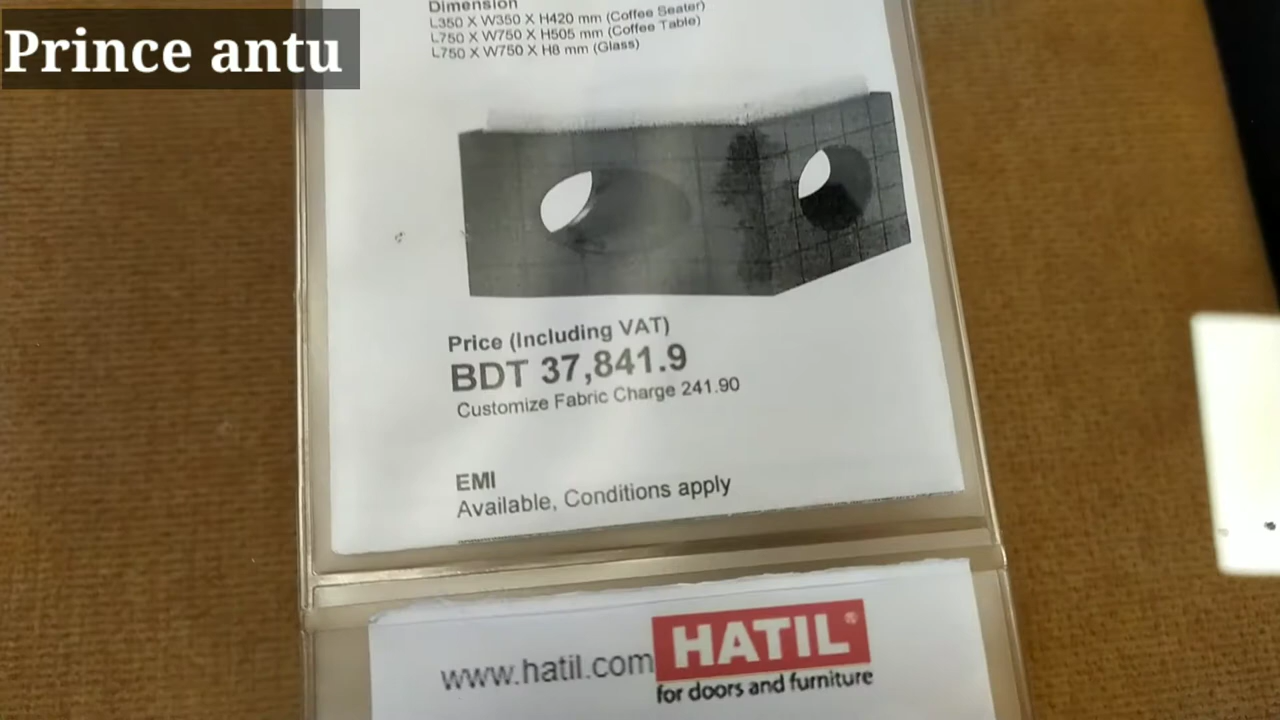 Prince antu
Dimension
L350 X W350 X H420 mm (Coffee Seater)
L750 X W750 X H505 mm (Coffee Table)
L750 X W750 X H8 mm (Glass)
Price (Including VAT)
BDT 37,841.9
Customize Fabric Charge 241.90
EMI
Available, Conditions apply
www.hatil.com
HATIL®
for doors and furniture